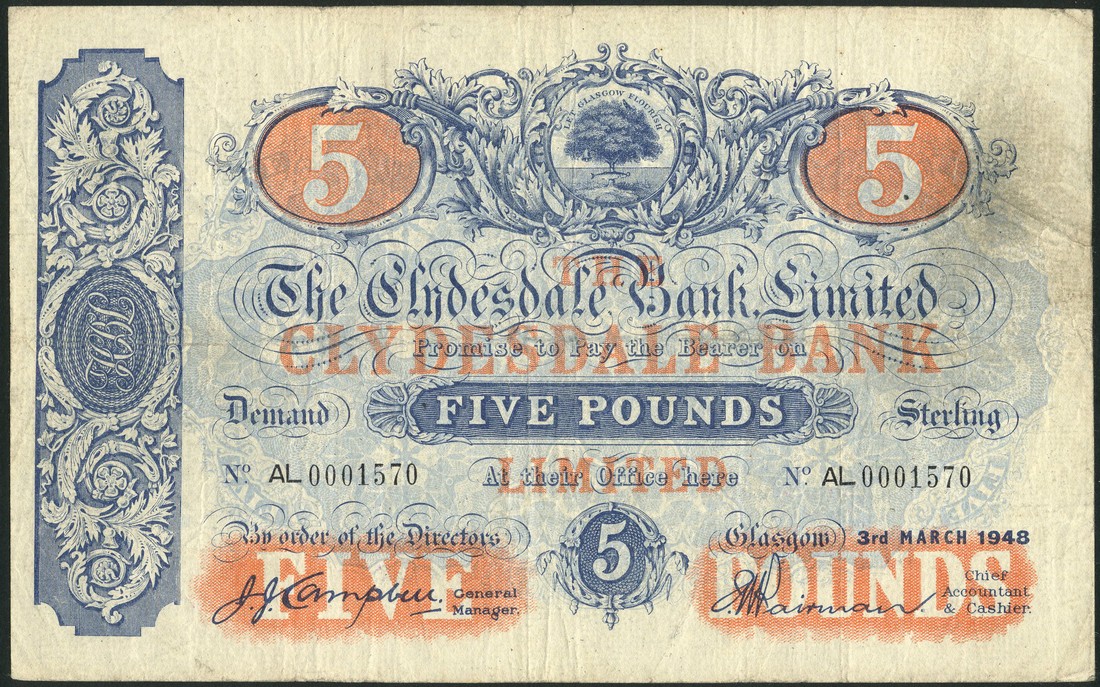 LET GLASGOW FLOURISH
5 5
The Clydesdale Bank, Limited
THE
CLYDESDALE BANK
LIMITED
Promise to Pay the Bearer on
Demand FIVE POUNDS Sterling
Nº AL 0001570 At their Office here Nº AL 0001570
By order of the Directors 5 Glasgow 3rd MARCH 1948
FIVE POUNDS
J.J. Campbell. General Manager.
Chief Accountant & Cashier.